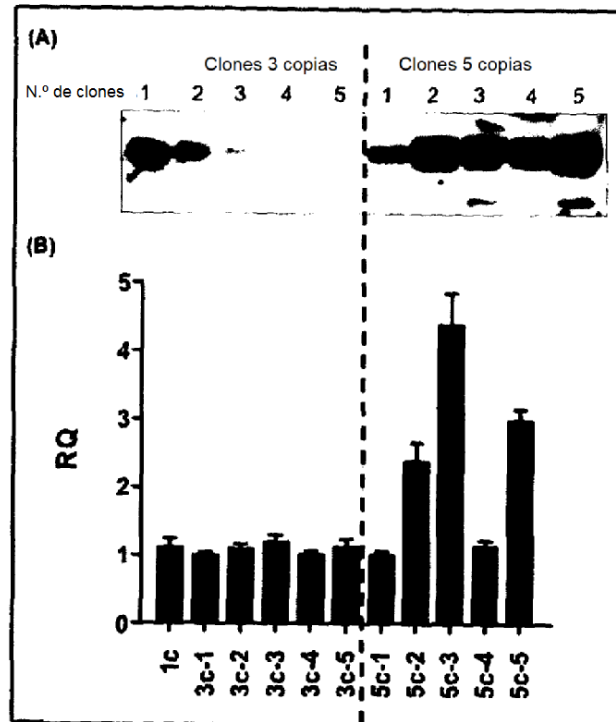 (A)
Clones 3 copias Clones 5 copias
N.º de clones 1 2 3 4 5 1 2 3 4 5
(B)
5
4
3
2
1
0
RQ
1c 3c-1 3c-2 3c-3 3c-4 3c-5 5c-1 5c-2 5c-3 5c-4 5c-5